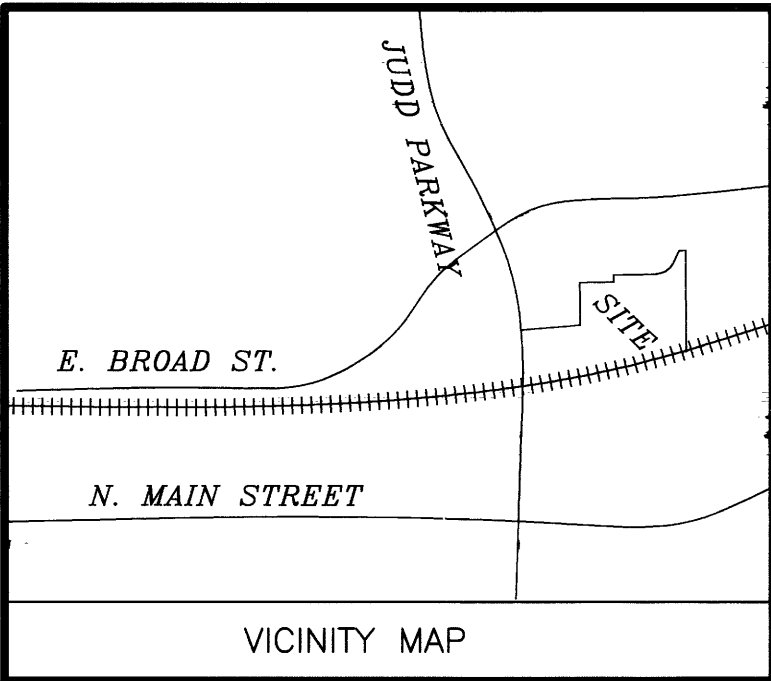 JUDD PARKWAY
SITE
E. BROAD ST.
N. MAIN STREET
VICINITY MAP